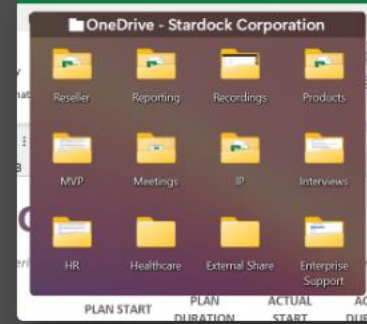 OneDrive - Stardock Corporation
Reseller Reporting Recordings Products
MVP Meetings IP Interviews
HR Healthcare External Share Enterprise
Support
PLAN START PLAN ACTUAL
DURATION START